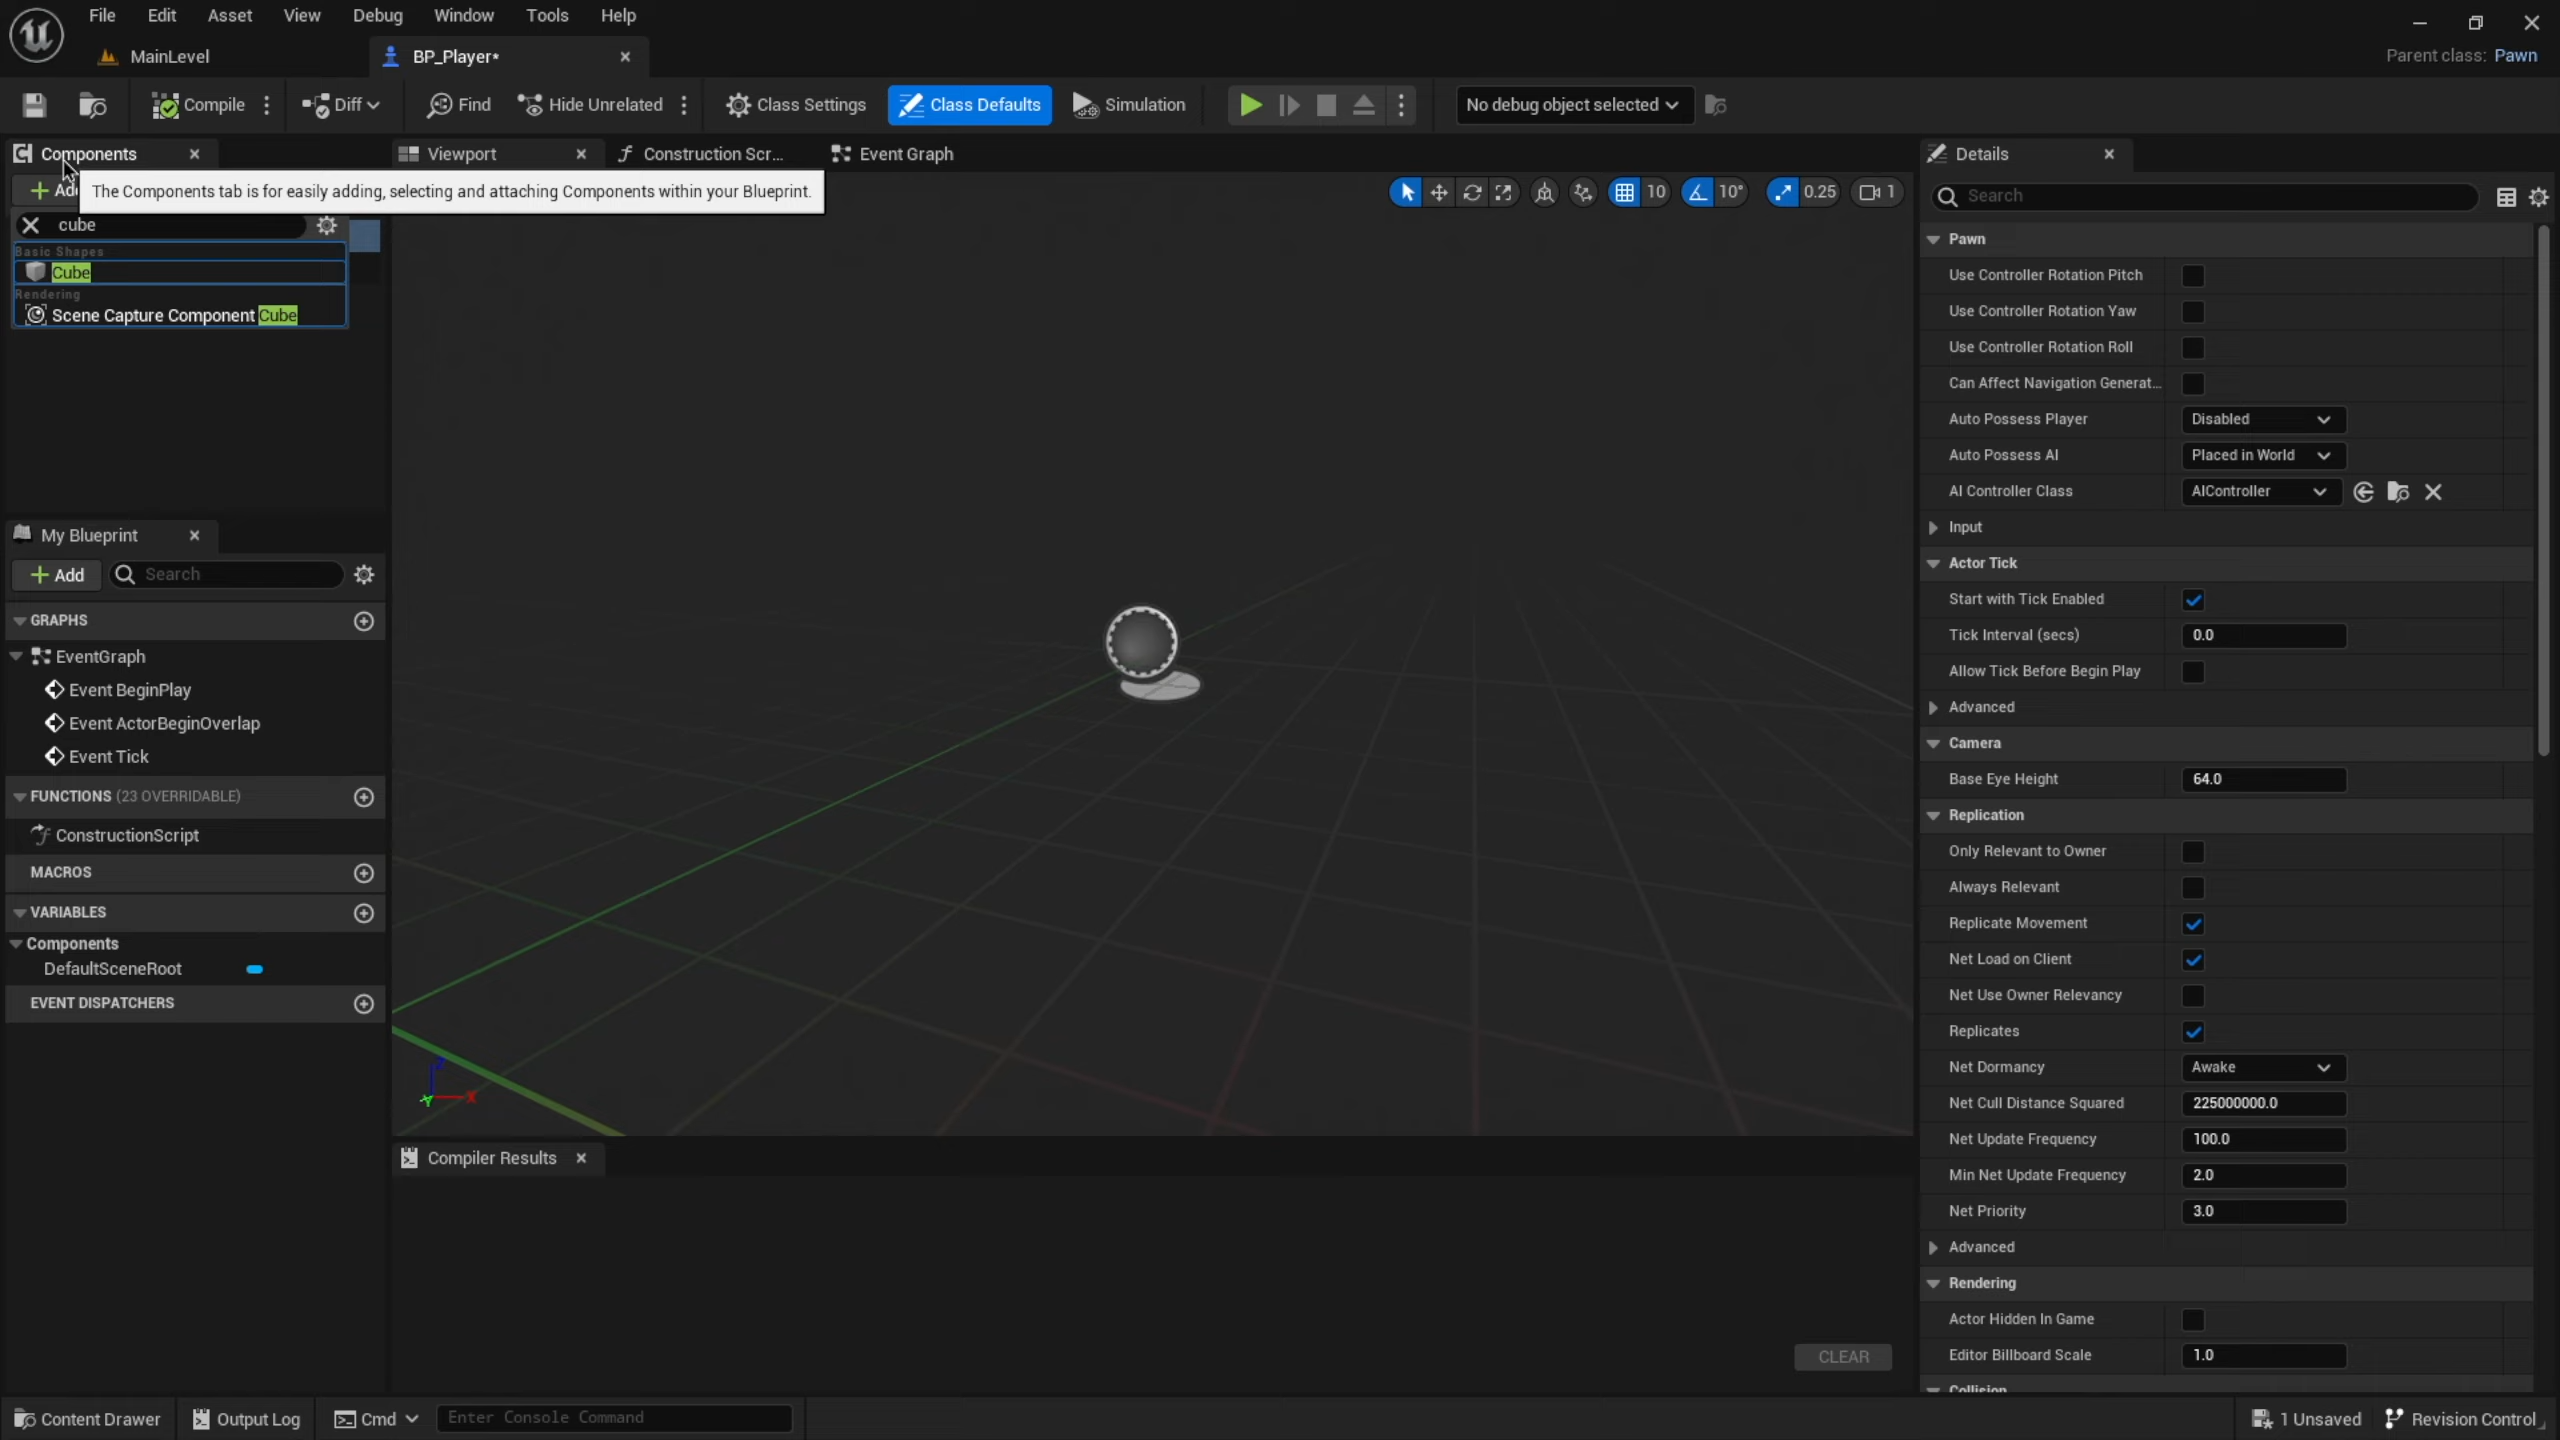 File Edit Asset View Debug Window Tools Help
MainLevel
BP_Player*
Parent class: Pawn
Compile
Diff
Find
Hide Unrelated
Class Settings
Class Defaults
Simulation
No debug object selected
Components
Viewport
Construction Scr...
Event Graph
Details
The Components tab is for easily adding, selecting and attaching Components within your Blueprint.
10
10°
0.25
1
Search
cube
Basic Shapes
Cube
Rendering
Scene Capture Component Cube
My Blueprint
Add
Search
GRAPHS
EventGraph
Event BeginPlay
Event ActorBeginOverlap
Event Tick
FUNCTIONS (23 OVERRIDABLE)
ConstructionScript
MACROS
VARIABLES
Components
DefaultSceneRoot
EVENT DISPATCHERS
Z
Y
X
Compiler Results
CLEAR
Pawn
Use Controller Rotation Pitch
Use Controller Rotation Yaw
Use Controller Rotation Roll
Can Affect Navigation Generat...
Auto Possess Player Disabled
Auto Possess AI Placed in World
AI Controller Class AIController
Input
Actor Tick
Start with Tick Enabled
Tick Interval (secs) 0.0
Allow Tick Before Begin Play
Advanced
Camera
Base Eye Height 64.0
Replication
Only Relevant to Owner
Always Relevant
Replicate Movement
Net Load on Client
Net Use Owner Relevancy
Replicates
Net Dormancy Awake
Net Cull Distance Squared 225000000.0
Net Update Frequency 100.0
Min Net Update Frequency 2.0
Net Priority 3.0
Advanced
Rendering
Actor Hidden In Game
Editor Billboard Scale 1.0
Collision
Content Drawer
Output Log
Cmd
Enter Console Command
1 Unsaved
Revision Control